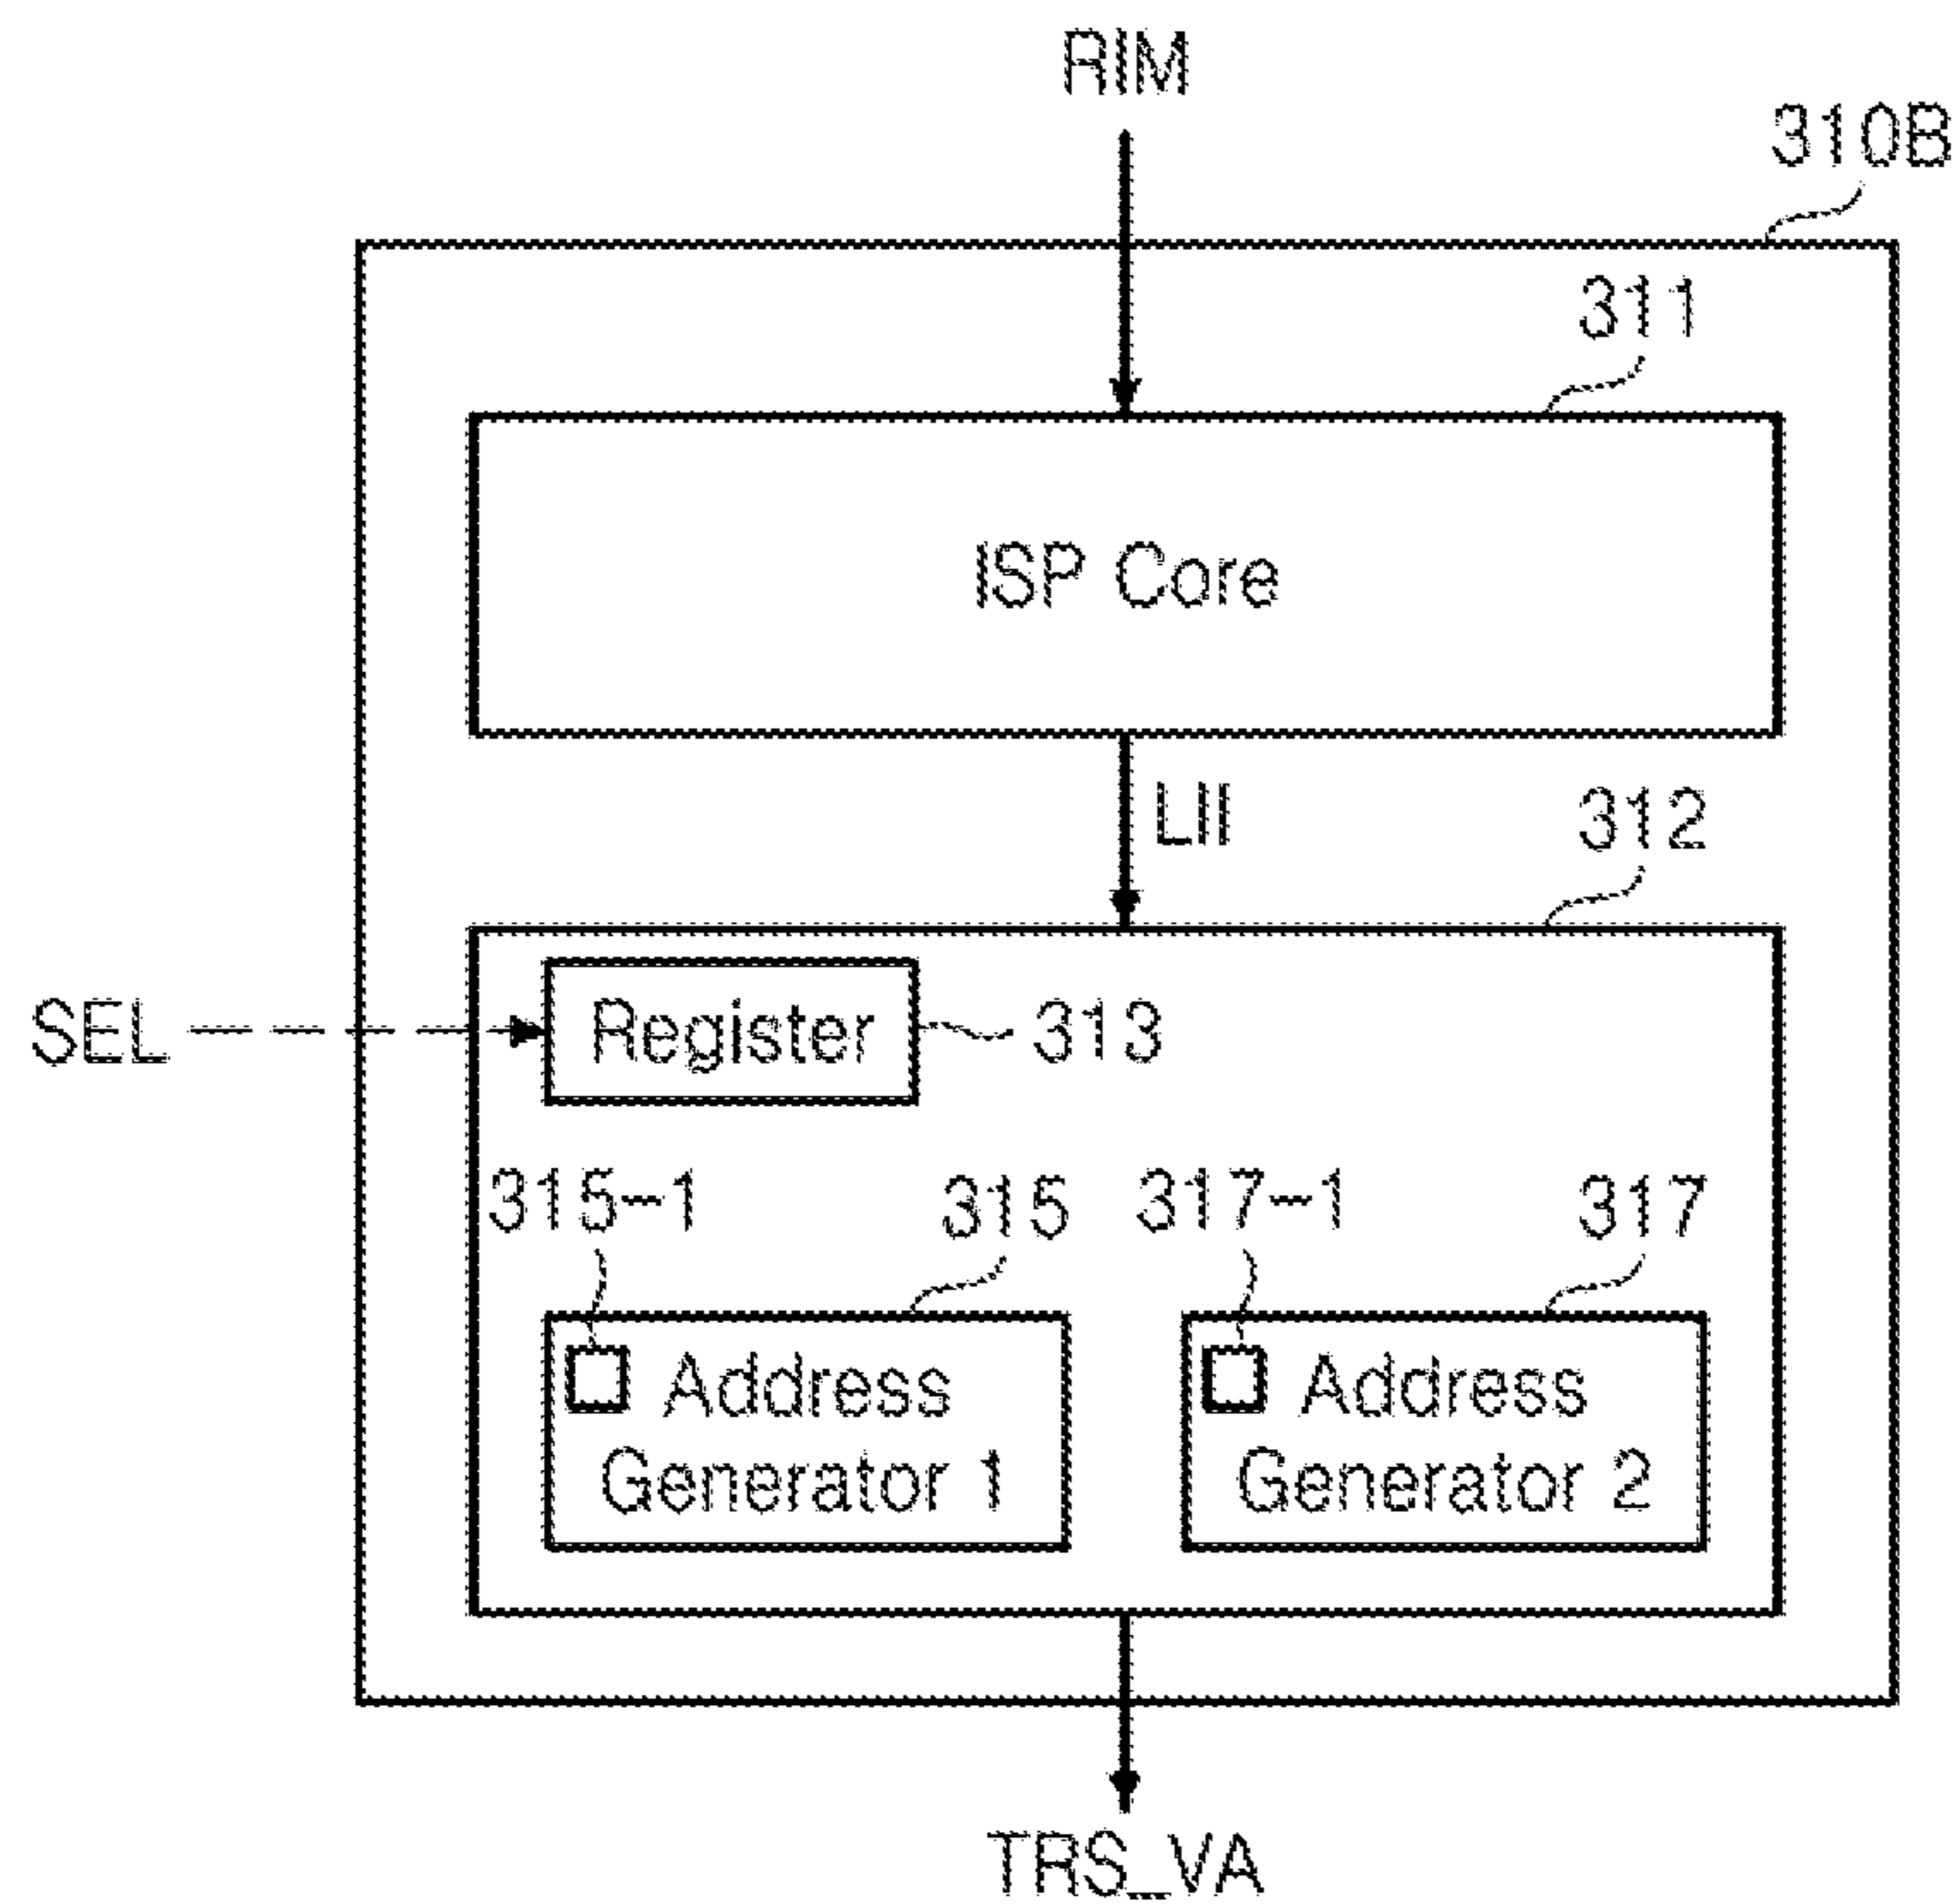 RIM
310B
311
ISP Core
LII
312
SEL
Register
313
315-1
315
317-1
317
Address
Generator 1
Address
Generator 2
TRS_VA